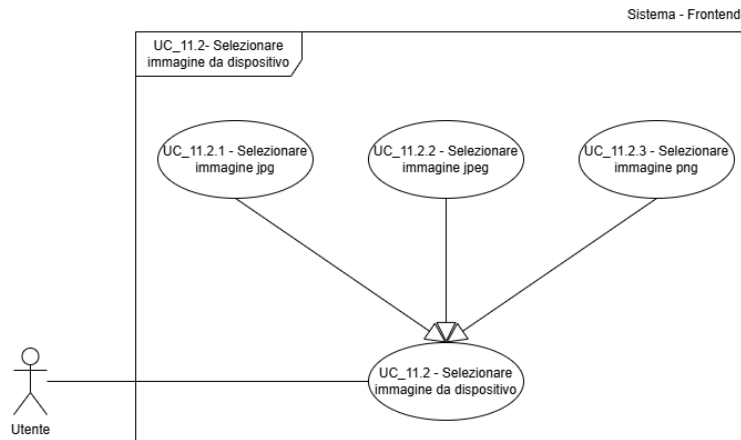 Sistema - Frontend
UC_11.2- Selezionare
immagine da dispositivo
UC_11.2.1 - Selezionare
immagine jpg
UC_11.2.2 - Selezionare
immagine jpeg
UC_11.2.3 - Selezionare
immagine png
UC_11.2 - Selezionare
immagine da dispositivo
Utente